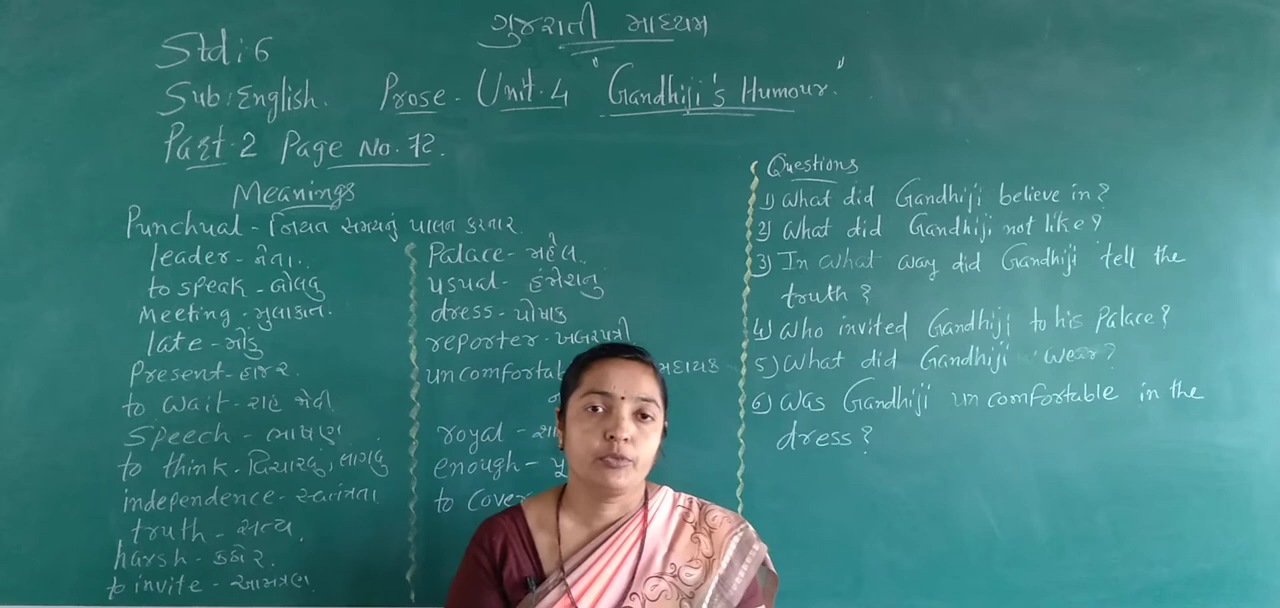 ગુજરાતી માધ્યમ
Std: 6
Sub: English. Prose - Unit. 4 "Gandhiji's Humour."
Part. 2 Page No. 72.
Meanings
Punchual - નિયત સમયનું પાલન કરનાર.
leader - નેતા.
to speak - બોલવું
Meeting - મુલાકાત.
late - મોડું
Present - હાજર.
to wait - રાહ જોવી
Speech - ભાષણ
to think - વિચારવું, લાગવું
independence - સ્વતંત્રતા
truth - સત્ય.
harsh - કઠોર.
to invite - આમંત્રણ
Palace - મહેલ.
usual - હંમેશનું
dress - પોષાક
reporter - ખબરપત્રી
royal -
enough -
to cover
Questions
1) What did Gandhiji believe in?
2) What did Gandhiji not like?
3) In what way did Gandhiji tell the
truth?
4) Who invited Gandhiji to his Palace?
5) What did Gandhiji wear?
6) Was Gandhiji uncomfortable in the
dress?